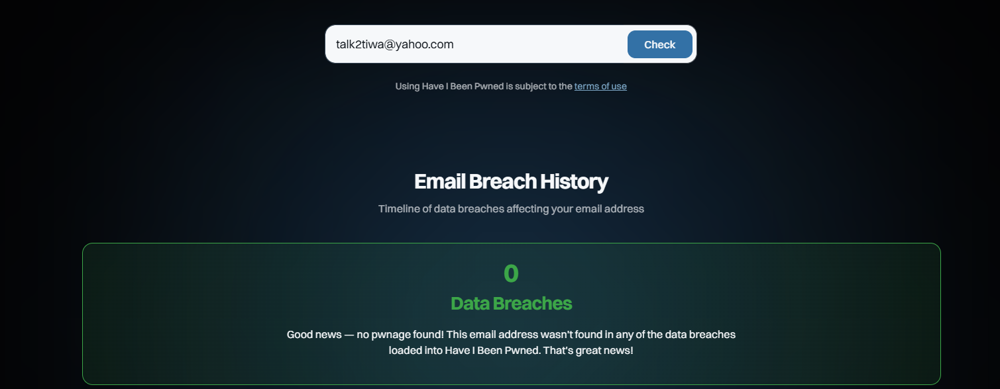 talk2tiwa@yahoo.com
Check
Using Have I Been Pwned is subject to the terms of use
Email Breach History
Timeline of data breaches affecting your email address
0
Data Breaches
Good news — no pwnage found! This email address wasn't found in any of the data breaches
loaded into Have I Been Pwned. That's great news!